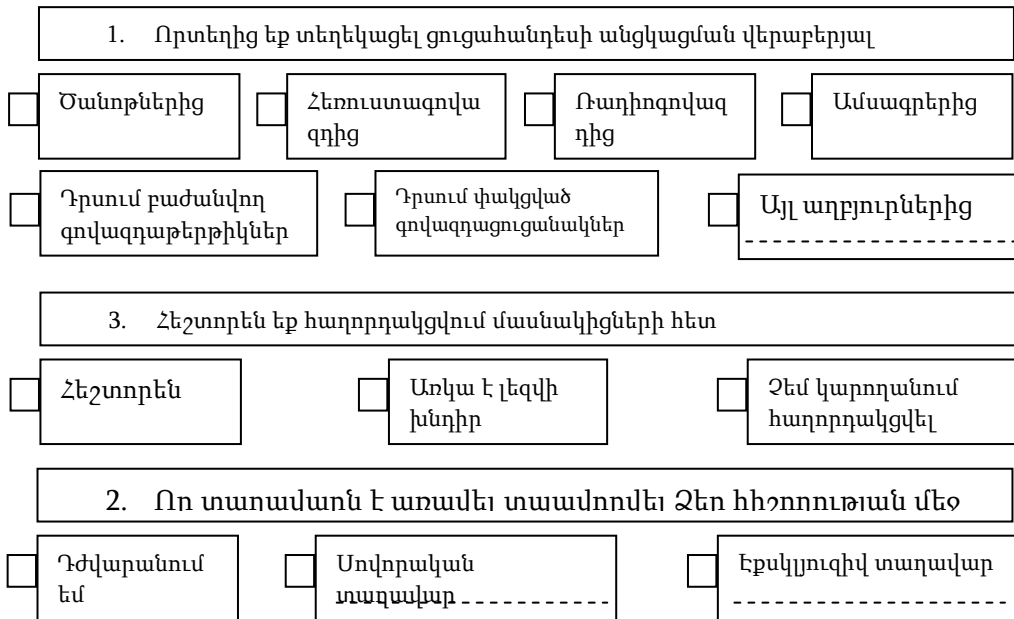 1. Որտեղից եք տեղեկացել ցուցահանդեսի անցկացման վերաբերյալ
Ծանոթներից
Հեռուստագովա
զդից
Ռադիոգովազ
դից
Ամսագրերից
Դրսում բաժանվող
գովազդաթերթիկներ
Դրսում փակցված
գովազդացուցանակներ
Այլ աղբյուրներից
3. Հեշտորեն եք հաղորդակցվում մասնակիցների հետ
Հեշտորեն
Առկա է լեզվի
խնդիր
Չեմ կարողանում
հաղորդակցվել
2. Որ տաղավարն է առավել տպավորվել Ձեր հիշողության մեջ
Դժվարանում
եմ
Սովորական
տաղավար
Էքսկլյուզիվ տաղավար